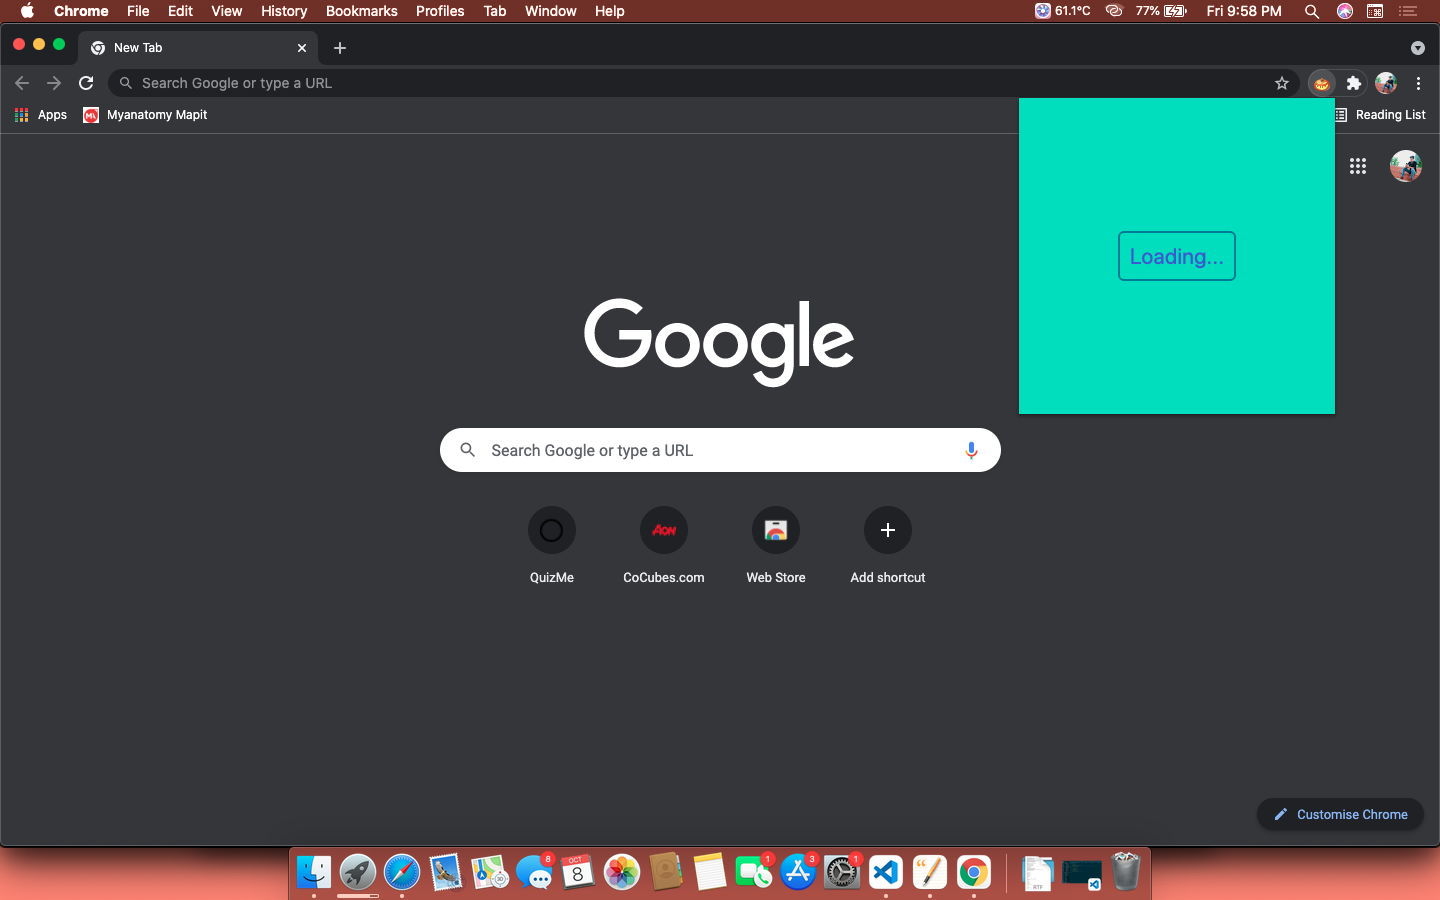 Chrome File Edit View History Bookmarks Profiles Tab Window Help 61.1°C 77% Fri 9:58 PM
New Tab
Search Google or type a URL
Apps Myanatomy Mapit Reading List
Loading...
Google
Search Google or type a URL
AON
QuizMe CoCubes.com Web Store Add shortcut
Customise Chrome
8 OCT 8 1 3 1
RTF